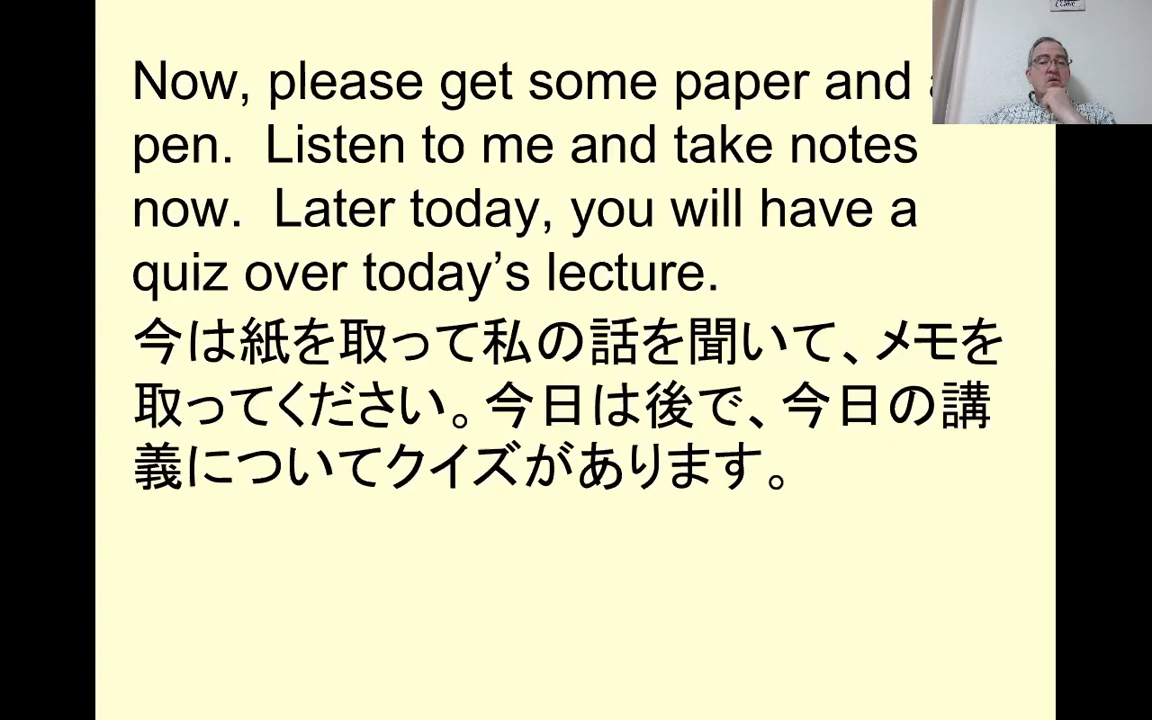 Now, please get some paper and a
pen.  Listen to me and take notes
now.  Later today, you will have a
quiz over today’s lecture.
今は紙を取って私の話を聞いて、メモを
取ってください。今日は後で、今日の講
義についてクイズがあります。